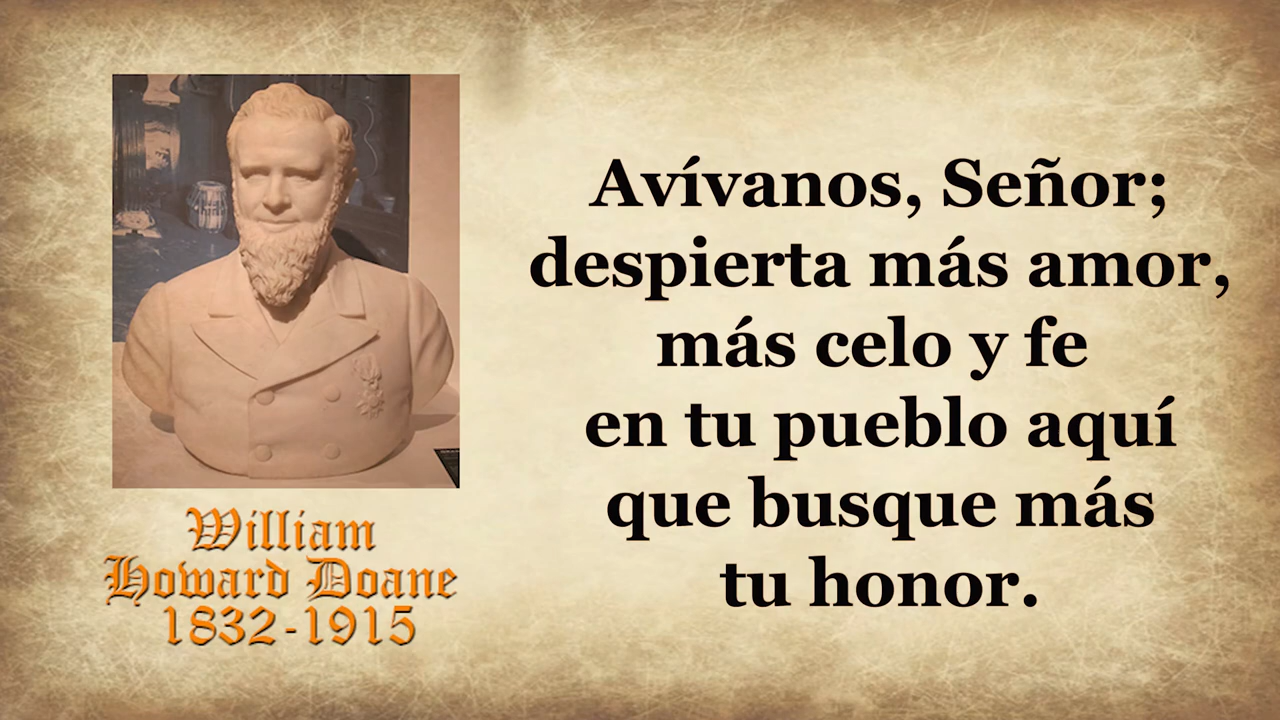 Avívanos, Señor;
despierta más amor,
más celo y fe
en tu pueblo aquí
que busque más
tu honor.
William
Howard Doane
1832-1915